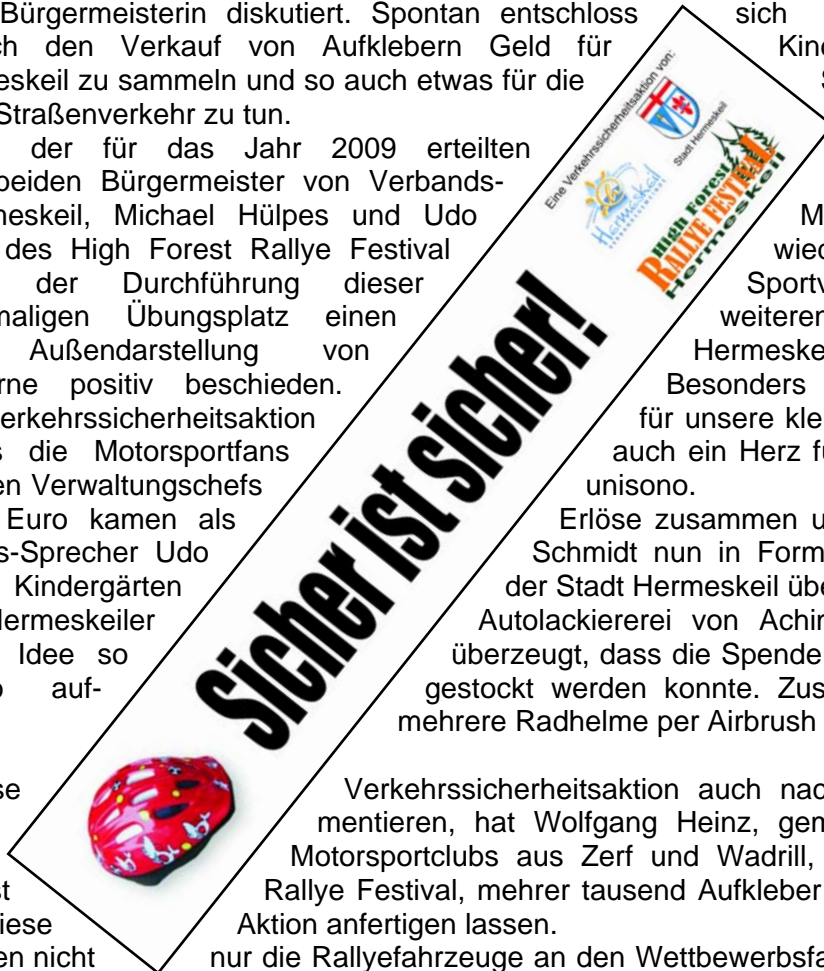 Bürgermeisterin diskutiert. Spontan entschloss sich
ch den Verkauf von Aufklebern Geld für Kind
eskeil zu sammeln und so auch etwas für die S
Straßenverkehr zu tun.
der für das Jahr 2009 erteilten
beiden Bürgermeister von Verbands-
meskeil, Michael Hülpes und Udo M
des High Forest Rallye Festival wied
der Durchführung dieser Sportv
maligen Übungsplatz einen weiteren
Außendarstellung von Hermeske
rne positiv beschieden. Besonders
erkehrssicherheitsaktion für unsere kle
s die Motorsportfans auch ein Herz fü
en Verwaltungschefs unisono.
Euro kamen als Erlöse zusammen u
s-Sprecher Udo Schmidt nun in Form
Kindergärten der Stadt Hermeskeil übe
Hermeskeiler Autolackiererei von Achim
Idee so überzeugt, dass die Spende
o auf- gestockt werden konnte. Zus
mehrere Radhelme per Airbrush
se Verkehrssicherheitsaktion auch nac
mentieren, hat Wolfgang Heinz, gem
Motorsportclubs aus Zerf und Wadrill,
st Rallye Festival, mehrer tausend Aufkleber
iese Aktion anfertigen lassen.
en nicht nur die Rallyefahrzeuge an den Wettbewerbsfa
Sicher ist sicher!
Eine Verkehrssicherheitsaktion von:
Hermeskeil
Stadt Hermeskeil
High Forest
RALLYE FESTIVAL
Hermeskeil